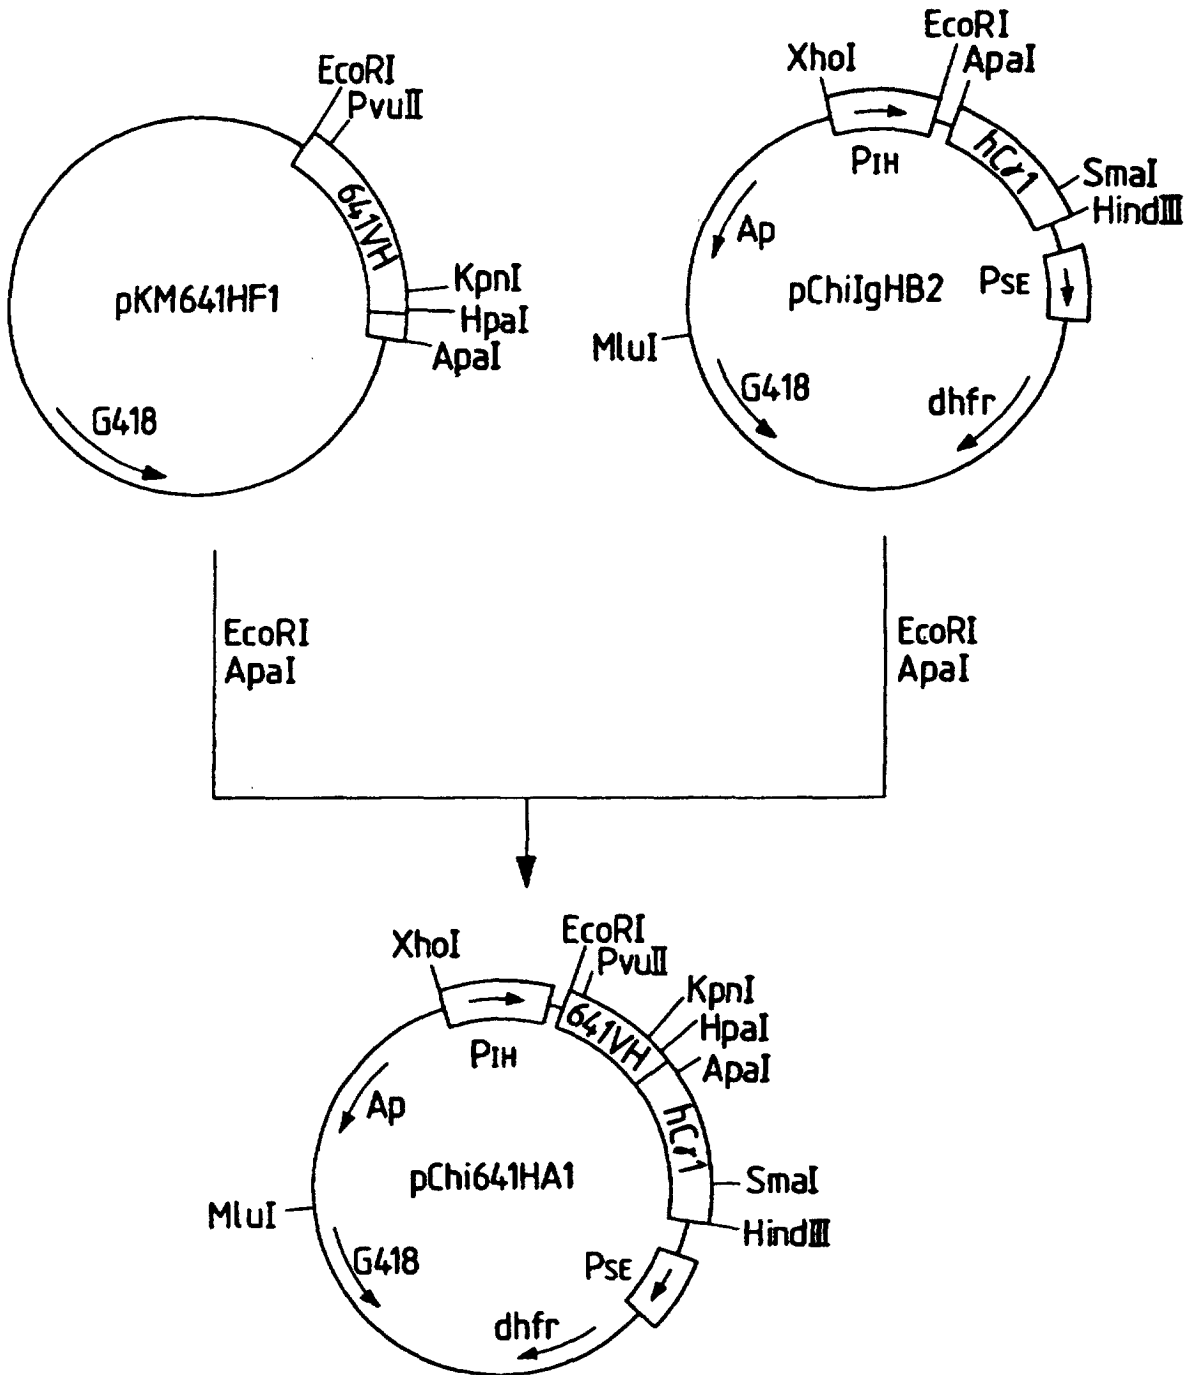 EcoRI
PvuII
641VH
KpnI
HpaI
ApaI
pKM641HF1
G418
EcoRI
ApaI
XhoI
PIH
hCγ1
SmaI
HindIII
Ap
pChiIgHB2
PSE
MluI
G418
dhfr
EcoRI
ApaI
EcoRI
ApaI
XhoI
EcoRI
PvuII
KpnI
HpaI
ApaI
641VH
PIH
Ap
hCγ1
pChi641HA1
SmaI
MluI
HindIII
G418
PSE
dhfr